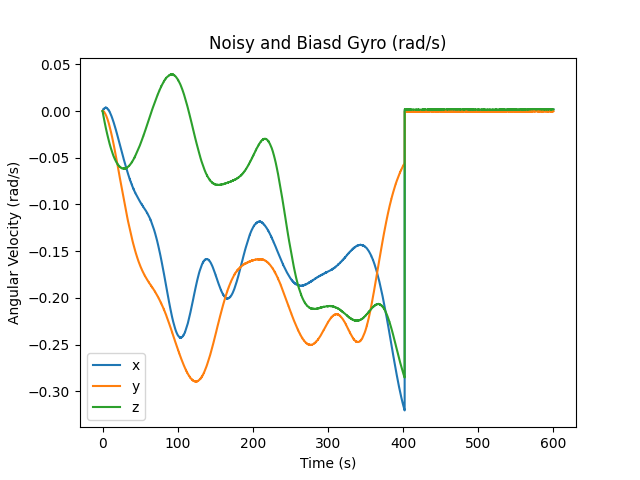 Noisy and Biasd Gyro (rad/s)
0.05
0.00
−0.05
−0.10
−0.15
−0.20
−0.25
−0.30
Angular Velocity (rad/s)
x
y
z
0 100 200 300 400 500 600
Time (s)